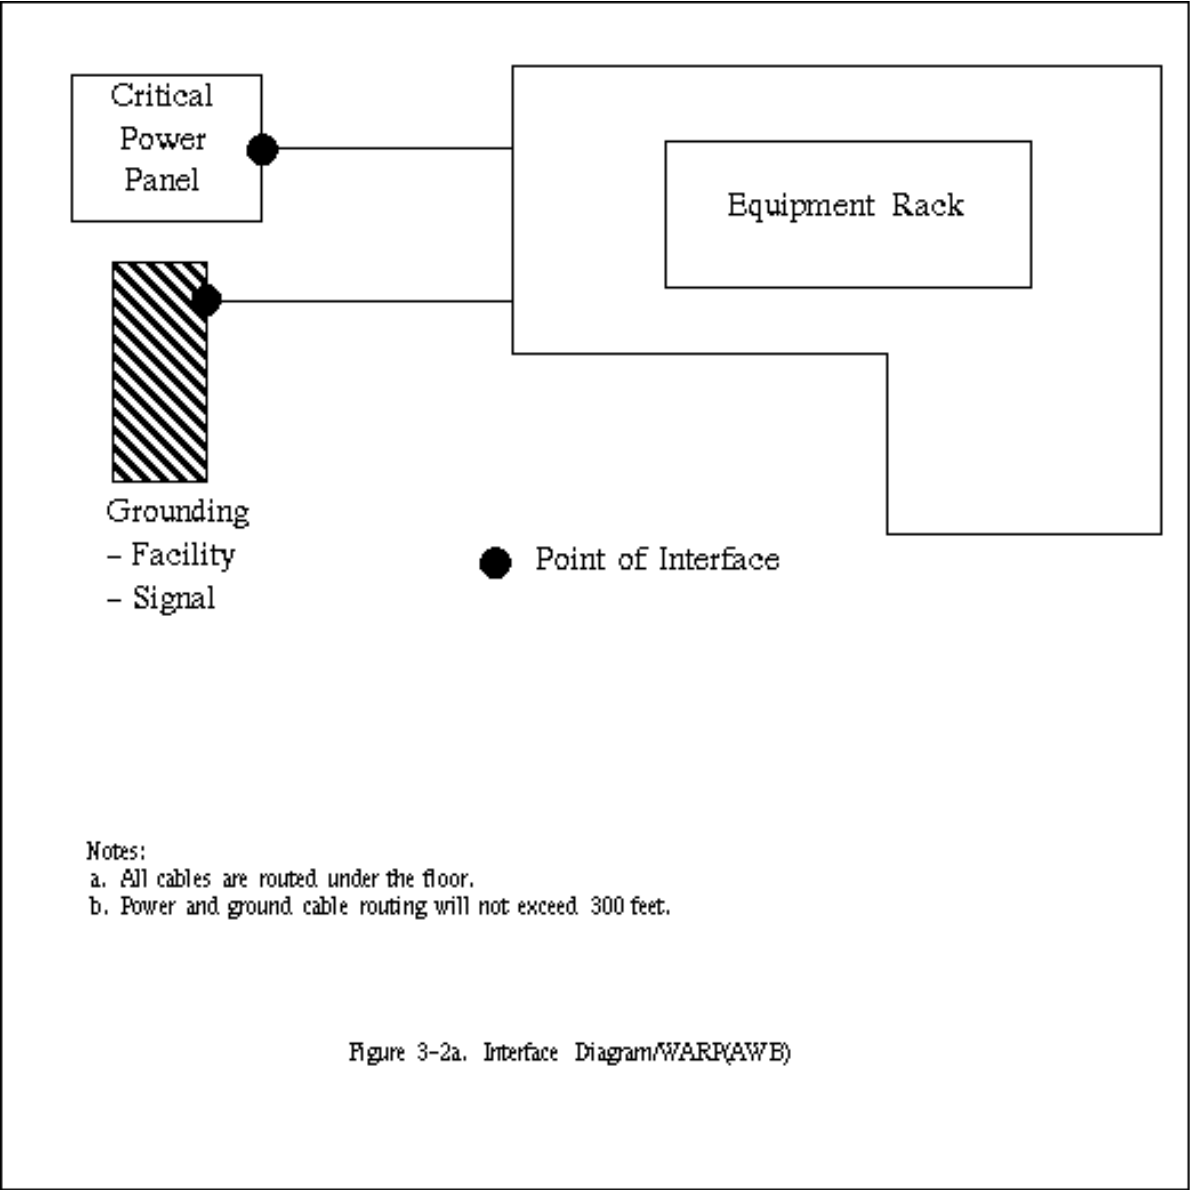 Critical
Power
Panel
Equipment Rack
Grounding
– Facility
– Signal
Point of Interface
Notes:
a. All cables are routed under the floor.
b. Power and ground cable routing will not exceed 300 feet.
Figure 3-2a. Interface Diagram/WARP(AWB)